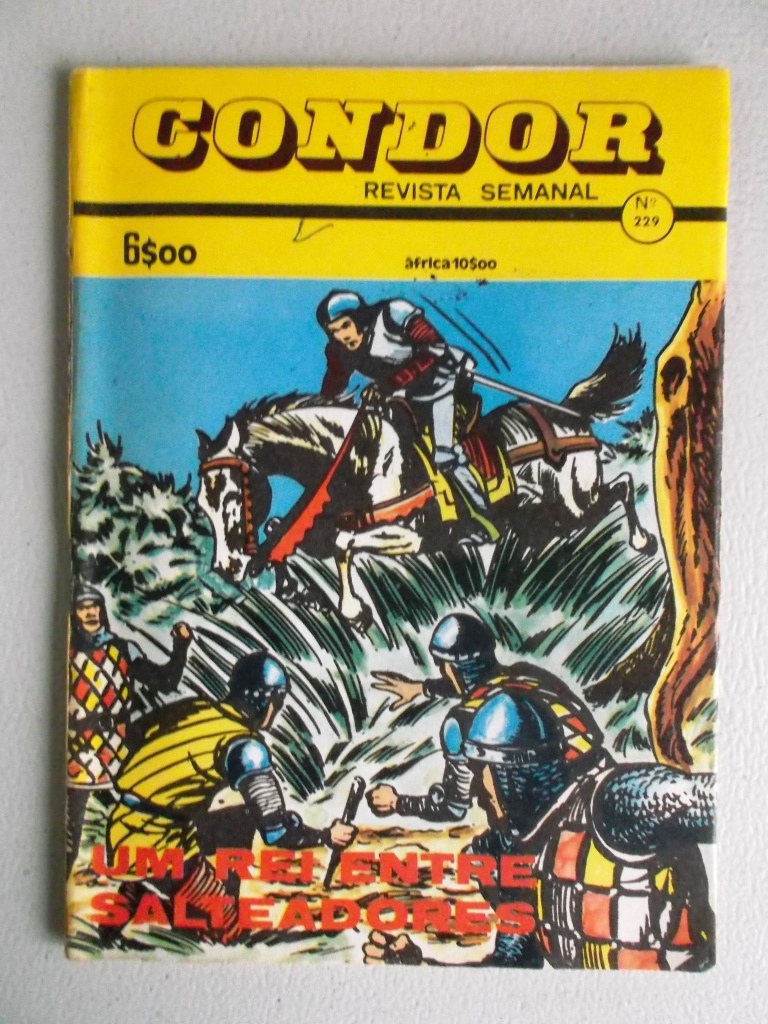 CONDOR
REVISTA SEMANAL
Nº
229
6$00
áfrica 10$00
UM REI ENTRE
SALTEADORES